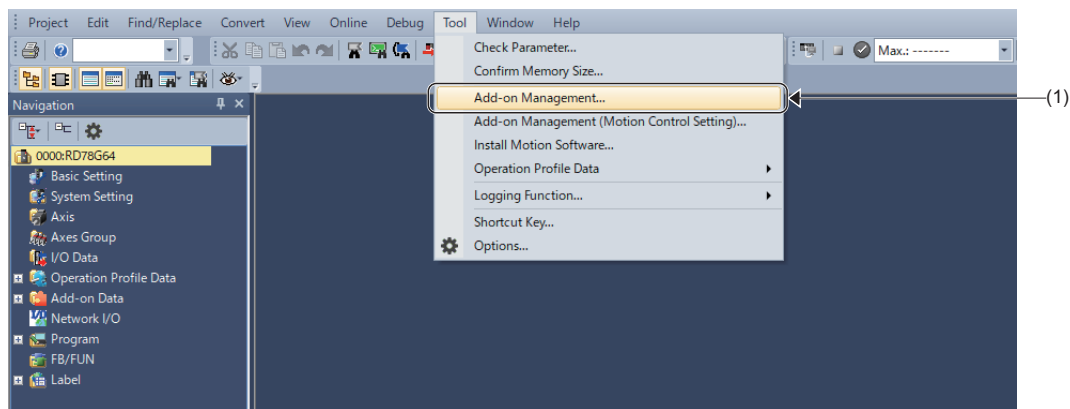 Project Edit Find/Replace Convert View Online Debug Tool Window Help
Max.: -------
Navigation
0000:RD78G64
Basic Setting
System Setting
Axis
Axes Group
I/O Data
Operation Profile Data
Add-on Data
Network I/O
Program
FB/FUN
Label
Check Parameter...
Confirm Memory Size...
Add-on Management...
(1)
Add-on Management (Motion Control Setting)...
Install Motion Software...
Operation Profile Data
Logging Function...
Shortcut Key...
Options...